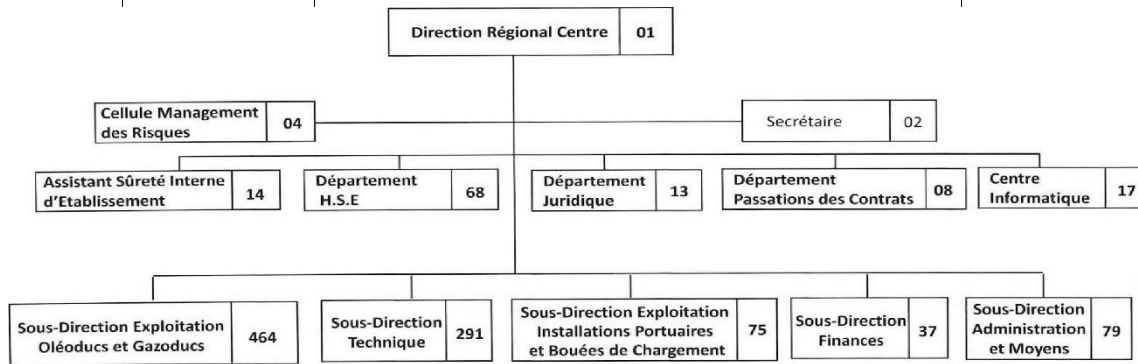 Direction Régional Centre 01
Cellule Management
des Risques 04
Secrétaire 02
Assistant Sûreté Interne
d'Etablissement 14
Département
H.S.E 68
Département
Juridique 13
Département
Passations des Contrats 08
Centre
Informatique 17
Sous-Direction Exploitation
Oléoducs et Gazoducs 464
Sous-Direction
Technique 291
Sous-Direction Exploitation
Installations Portuaires
et Bouées de Chargement 75
Sous-Direction
Finances 37
Sous-Direction
Administration
et Moyens 79